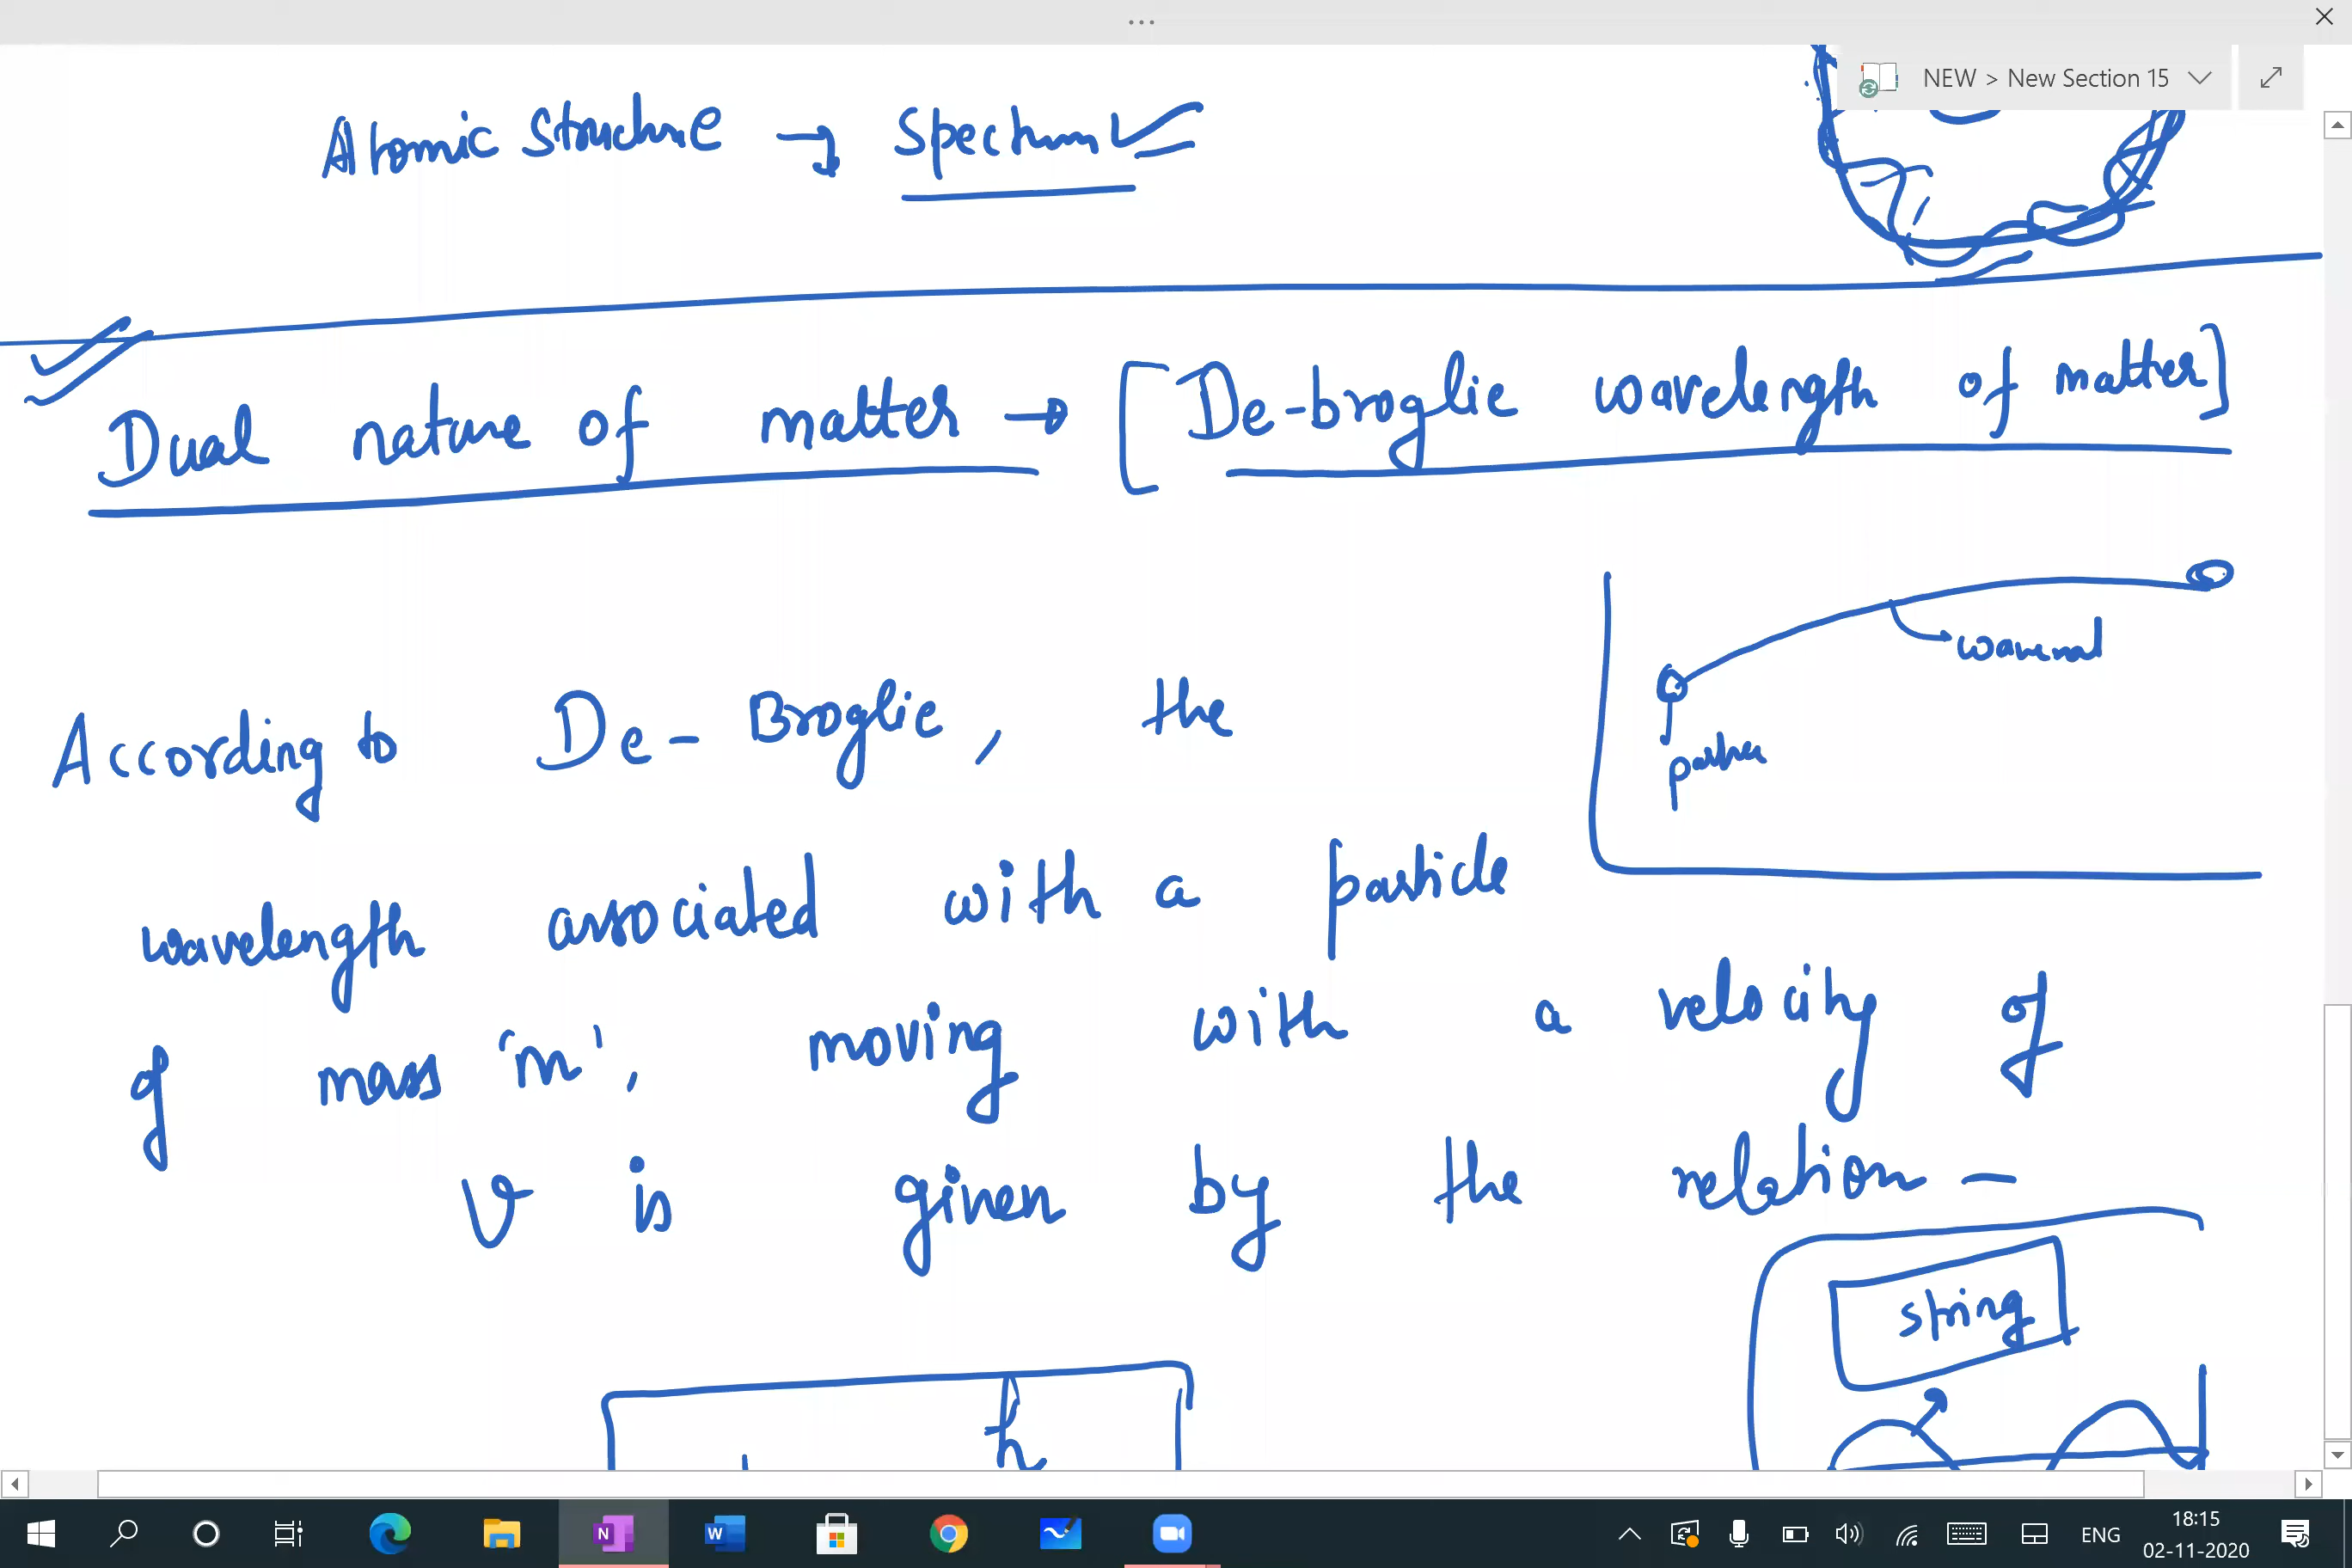 NEW > New Section 15
Atomic Structure → Spectrum
Dual nature of matter → [De-broglie wavelength of matter]
According to De-Broglie, the
wavelength associated with a particle
of mass 'm', moving with a velocity of
v is given by the relation —
string
h
ENG
18:15
02-11-2020